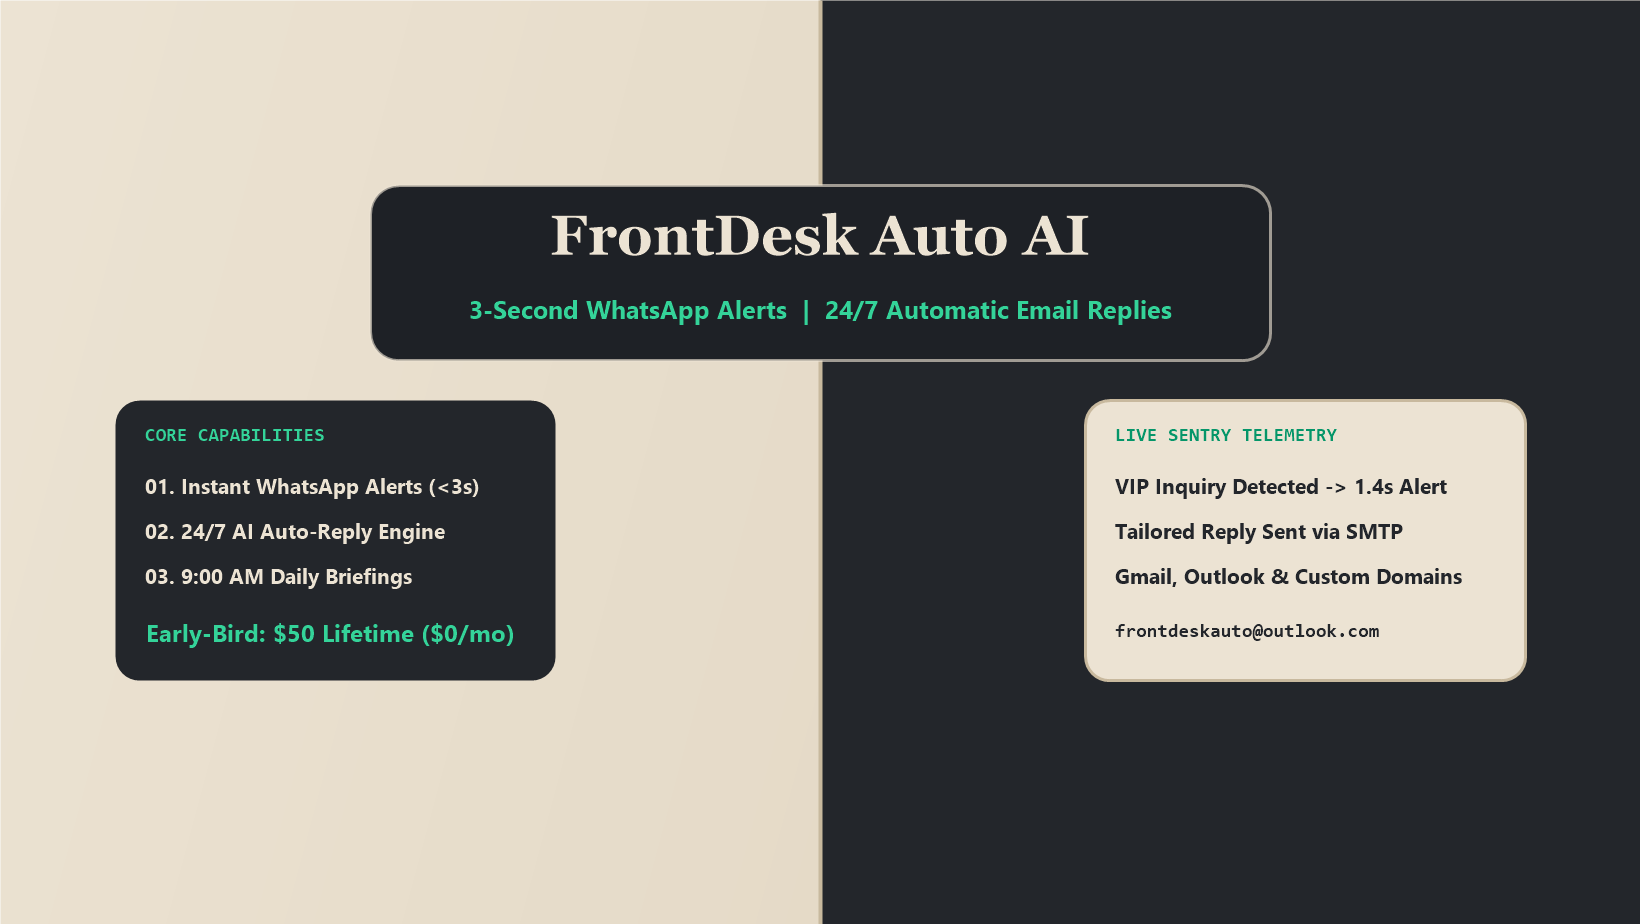 FrontDesk Auto AI
3-Second WhatsApp Alerts | 24/7 Automatic Email Replies
CORE CAPABILITIES
01. Instant WhatsApp Alerts (<3s)
02. 24/7 AI Auto-Reply Engine
03. 9:00 AM Daily Briefings
Early-Bird: $50 Lifetime ($0/mo)
LIVE SENTRY TELEMETRY
VIP Inquiry Detected -> 1.4s Alert
Tailored Reply Sent via SMTP
Gmail, Outlook & Custom Domains
frontdeskauto@outlook.com